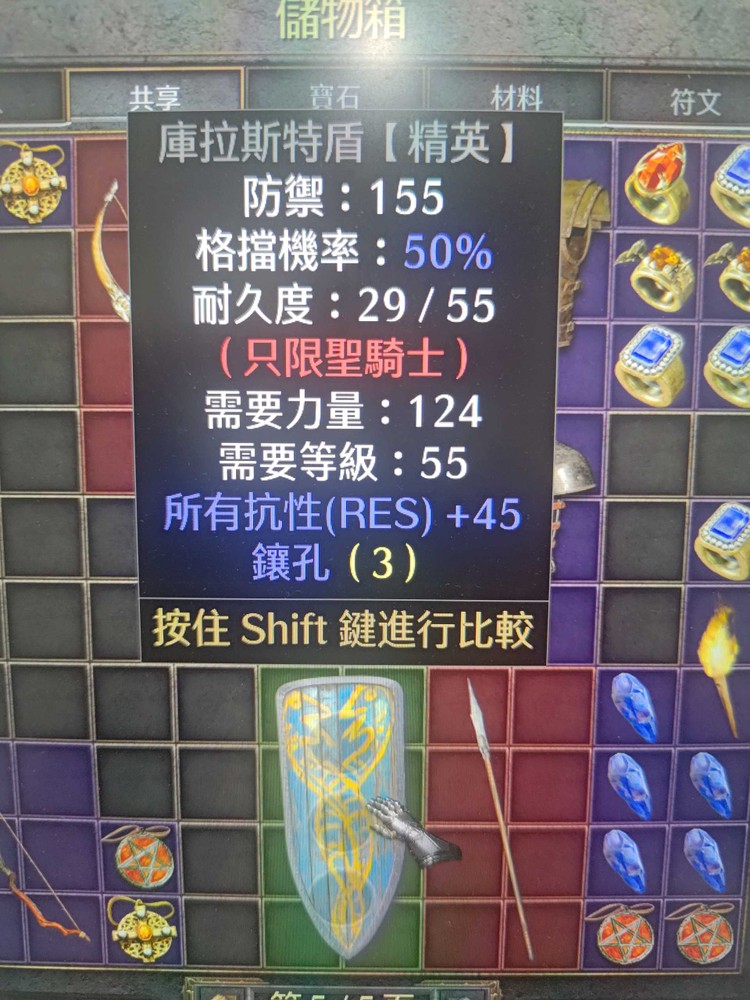 儲物箱
共享
寶石
材料
符文
庫拉斯特盾【精英】
防禦：155
格擋機率：50%
耐久度：29 / 55
（只限聖騎士）
需要力量：124
需要等級：55
所有抗性(RES) +45
鑲孔（3）
按住 Shift 鍵進行比較